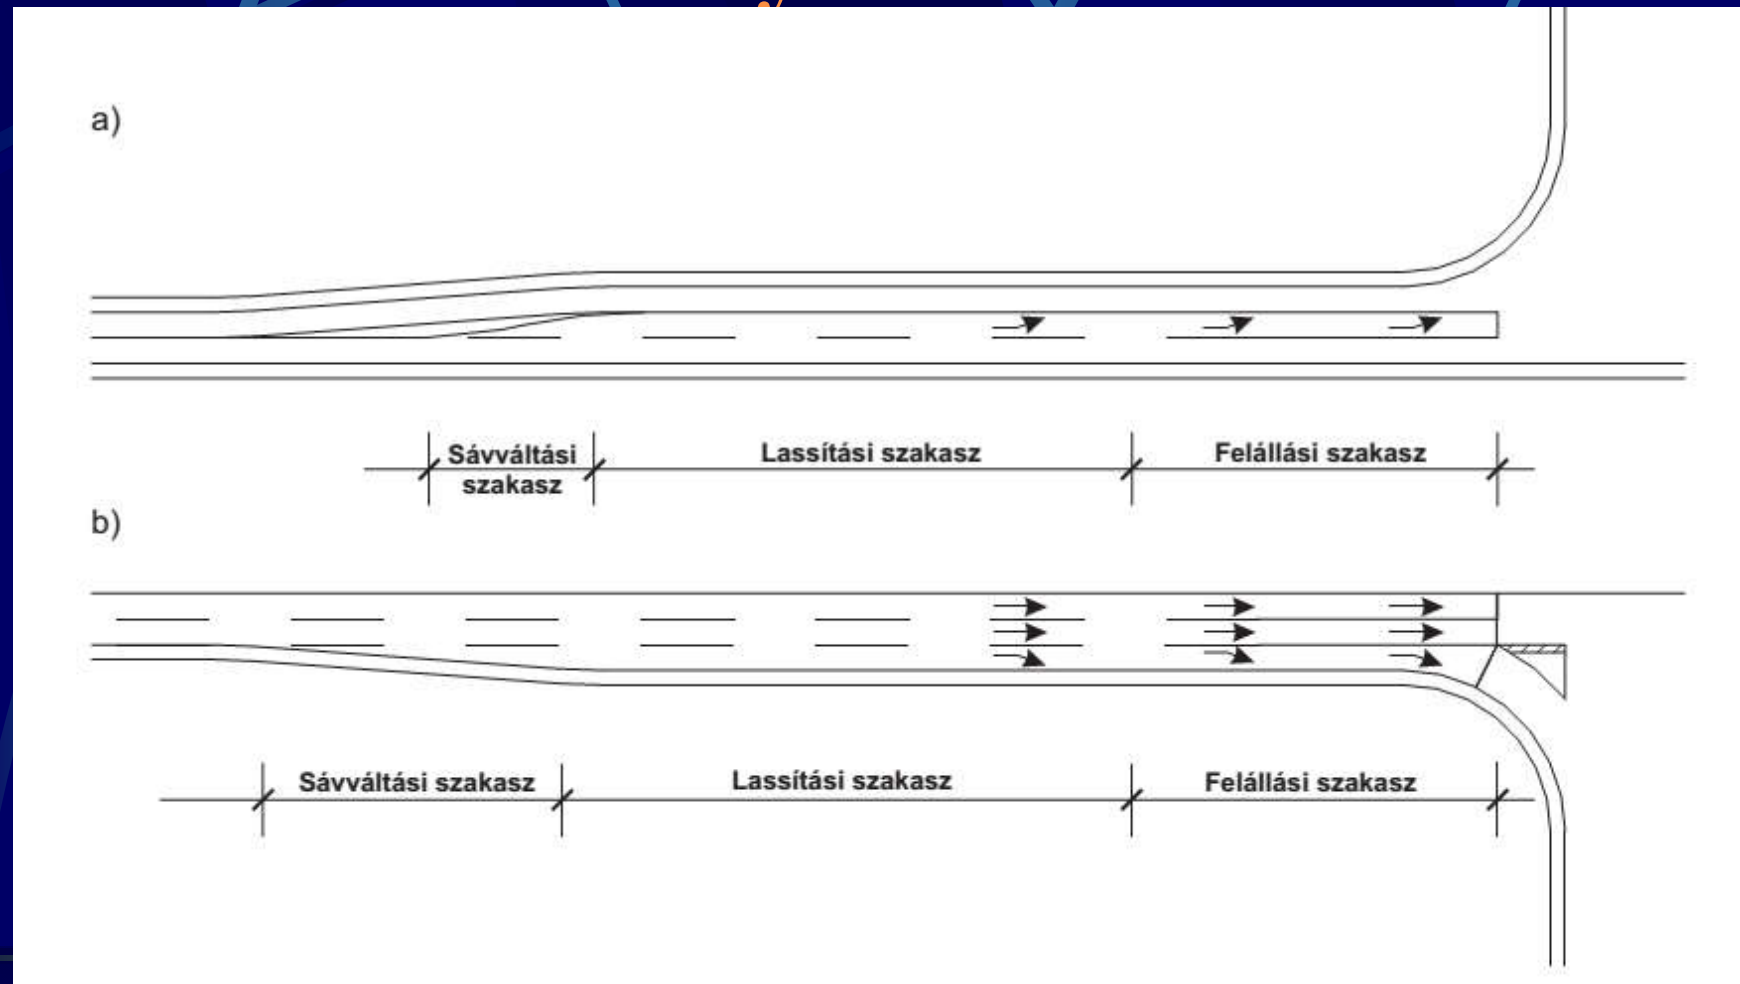 a)
Sávváltási
szakasz
Lassítási szakasz
Felállási szakasz
b)
Sávváltási szakasz
Lassítási szakasz
Felállási szakasz